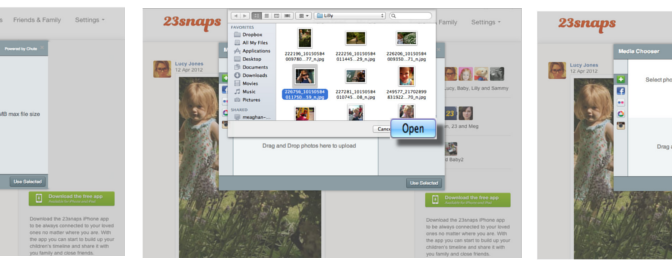 s Friends & Family Settings
Powered by Chute
MB max file size
Use Selected
Download the free app
Download the 23snaps iPhone app
to be always connected to your loved
ones no matter where you are. With
the app you can start to build up your
children's timeline and share it with
you family and close friends.
23snaps
Lucy Jones
12 Apr 2012
Lilly
FAVORITES
Dropbox
All My Files
Applications
Desktop
Documents
Downloads
Movies
Music
Pictures
SHARED
meaghan-...
222196_10150584
009780...77_n.jpg
222256_10150584
011445...29_n.jpg
226206_10150584
009350...71_n.jpg
226756_10150584
011750...59_n.jpg
227281_10150584
010745...08_n.jpg
249577_21792899
831922...79_n.jpg
Open
Drag and Drop photos here to upload
Use Selected
Family Settings
Lucy, Baby, Lilly and Sammy
23 and Meg
Baby2
Download the free app
Download the 23snaps iPhone app
to be always connected to your loved
ones no matter where you are. With
the app you can start to build up your
children's timeline and share it with
you family and close friends.
23snaps
Lucy Jones
12 Apr 2012
Media Chooser
Select pho
Drag a